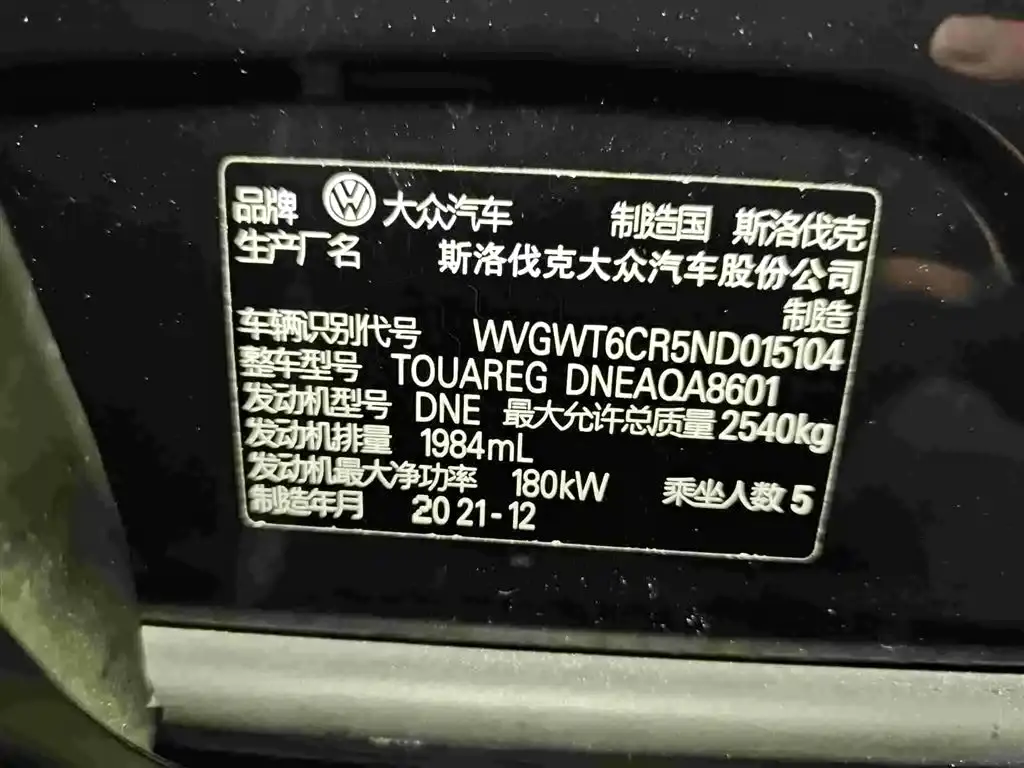 品牌 大众汽车 制造国 斯洛伐克
生产厂名 斯洛伐克大众汽车股份公司
制造
车辆识别代号 WVGWT6CR5ND015104
整车型号 TOUAREG DNEAQA8601
发动机型号 DNE 最大允许总质量 2540kg
发动机排量 1984mL
发动机最大净功率 180kW 乘坐人数 5
制造年月 2021-12